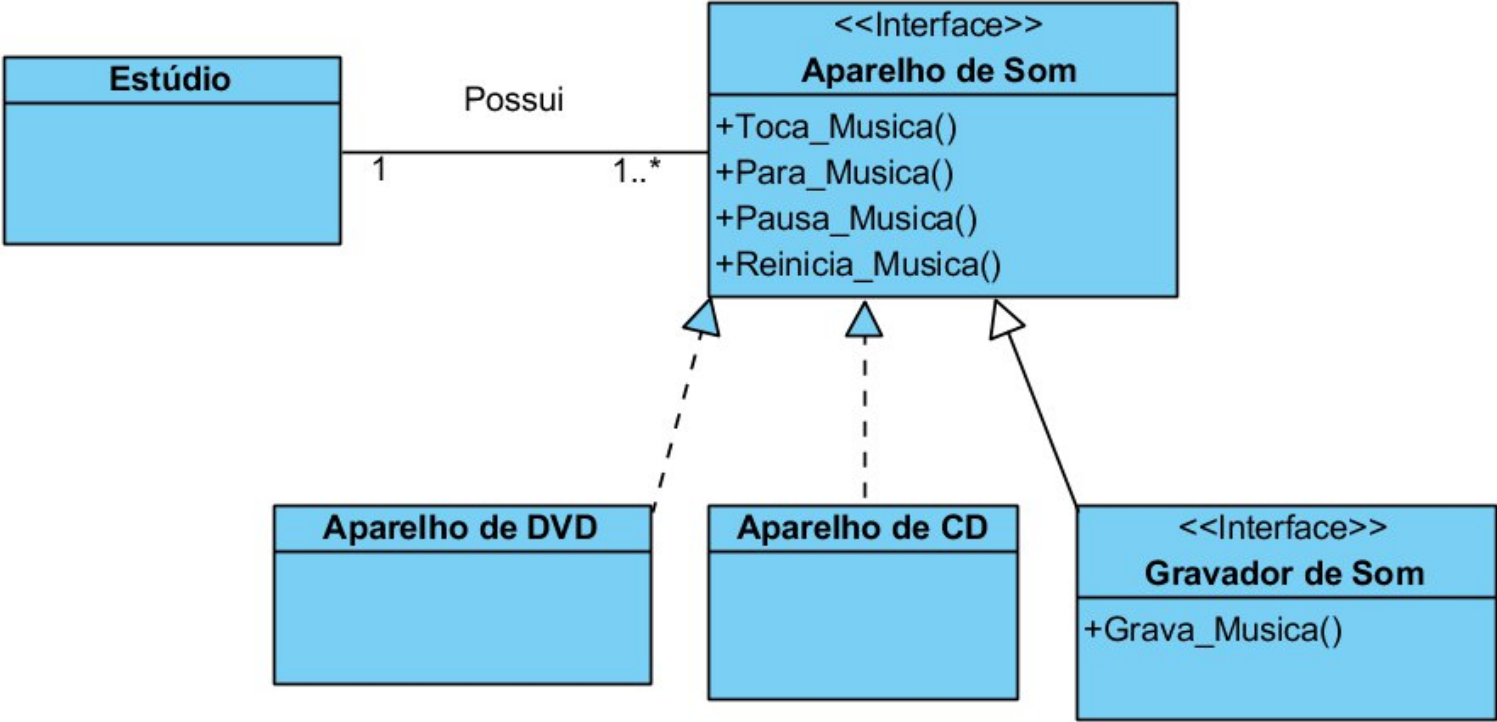 Estúdio
Possui
1
1..*
<<Interface>>
Aparelho de Som
+Toca_Musica()
+Para_Musica()
+Pausa_Musica()
+Reinicia_Musica()
Aparelho de DVD
Aparelho de CD
<<Interface>>
Gravador de Som
+Grava_Musica()